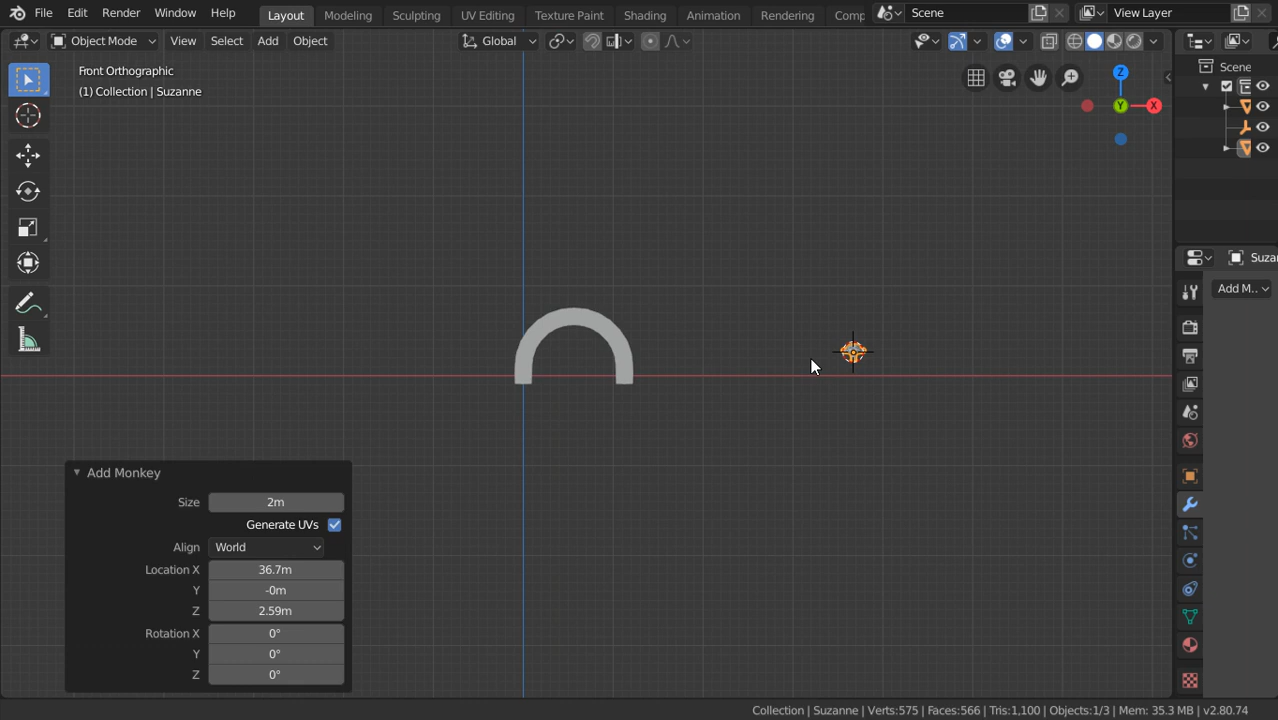 File Edit Render Window Help Layout Modeling Sculpting UV Editing Texture Paint Shading Animation Rendering Comp Scene View Layer
Object Mode View Select Add Object Global
Front Orthographic
(1) Collection | Suzanne
Z
Y
X
Scene
Suza
Add M..
Add Monkey
Size 2m
Generate UVs
Align World
Location X 36.7m
Y -0m
Z 2.59m
Rotation X 0°
Y 0°
Z 0°
Collection | Suzanne | Verts:575 | Faces:566 | Tris:1,100 | Objects:1/3 | Mem: 35.3 MB | v2.80.74